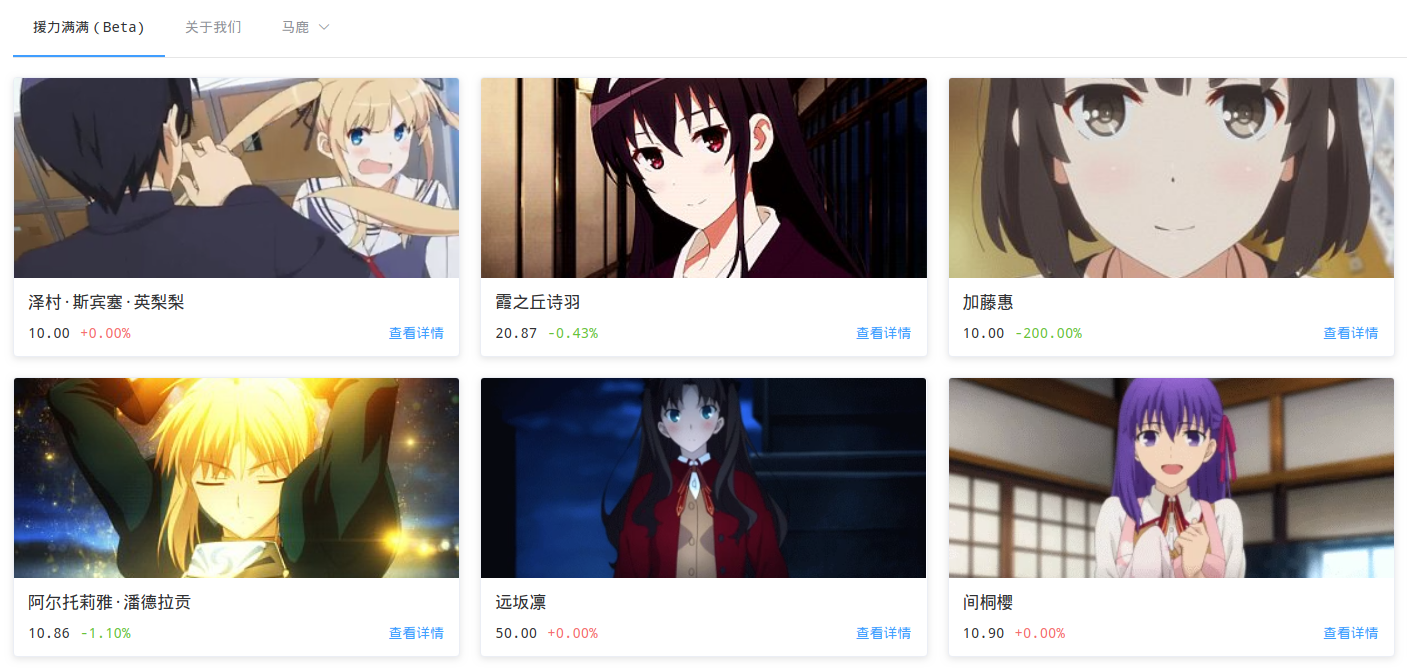 援力满满（Beta) 关于我们 马鹿
泽村·斯宾塞·英梨梨
10.00 +0.00% 查看详情
霞之丘诗羽
20.87 -0.43% 查看详情
加藤惠
10.00 -200.00% 查看详情
阿尔托莉雅·潘德拉贡
10.86 -1.10% 查看详情
远坂凛
50.00 +0.00% 查看详情
间桐樱
10.90 +0.00% 查看详情